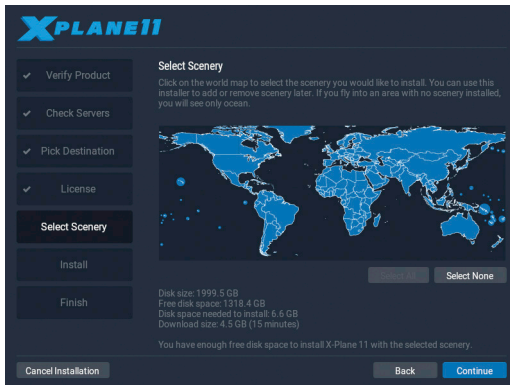 XPLANE11
Select Scenery
Verify Product
Click on the world map to select the scenery you would like to install. You can use this
installer to add or remove scenery later. If you fly into an area with no scenery installed,
you will see only ocean.
Check Servers
Pick Destination
License
Select Scenery
Install
Finish
Select All
Select None
Disk size: 1999.5 GB
Free disk space: 1318.4 GB
Disk space needed to install: 6.6 GB
Download size: 4.5 GB (15 minutes)
You have enough free disk space to install X-Plane 11 with the selected scenery.
Cancel Installation
Back
Continue